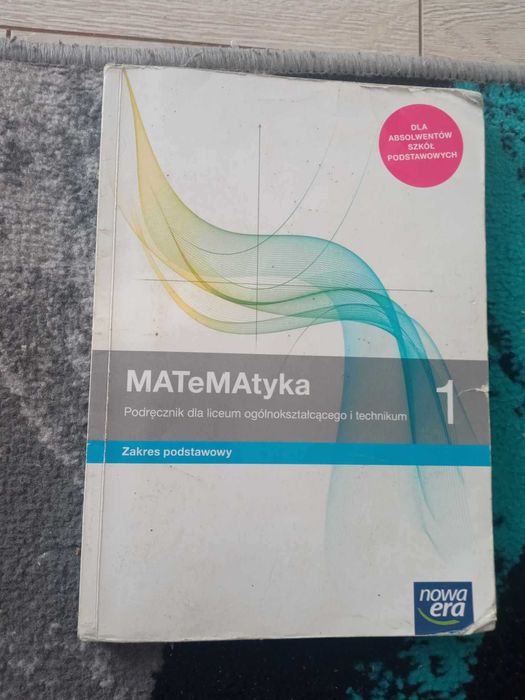 DLA
ABSOLWENTÓW
SZKÓŁ
PODSTAWOWYCH
MATeMAtyka
1
Podręcznik dla liceum ogólnokształcącego i technikum
Zakres podstawowy
nowa
era